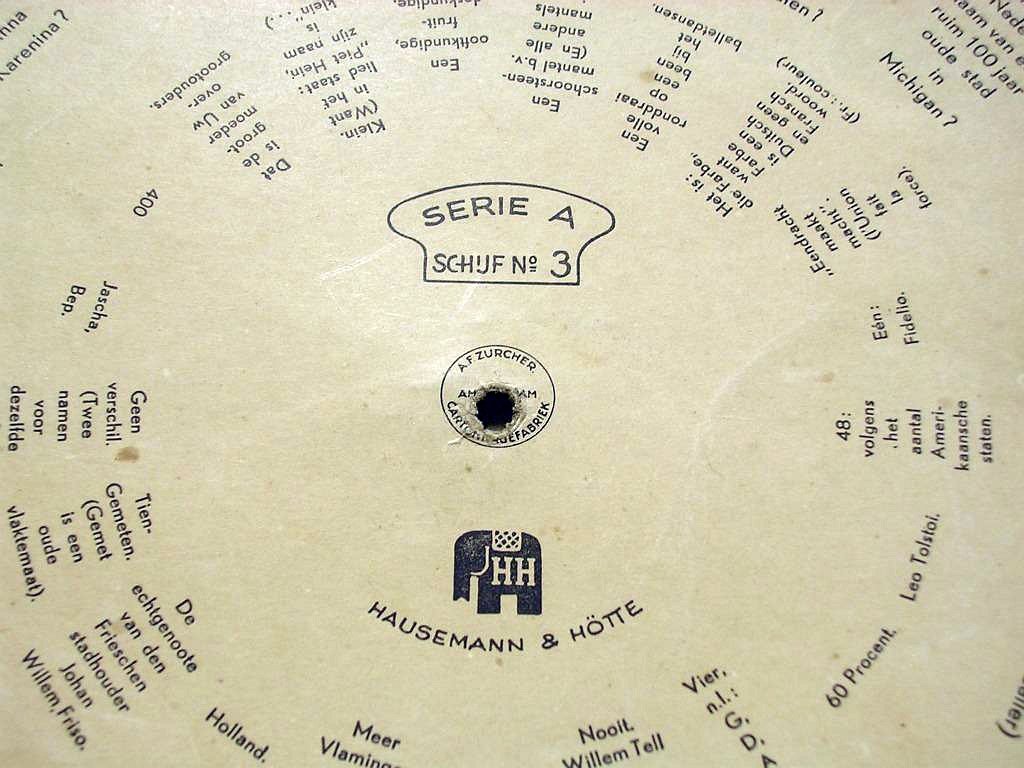 SERIE A
SCHIJF № 3
A.F. ZURCHER
HAUSEMANN & HÖTTE
HH
Karenina ?
Dat
is de
groot-
moeder
van Uw
over-
grootouders.
Klein.
(Want
in het
lied staat:
„Piet Hein,
zijn naam
is
klein”...)
Een
ooftkundige,
fruit-
Een
schoorsteen-
mantel b.v.
(En alle
andere
mantels
Een
volle
ronddraai
op
een
been
bij
het
balletdansen.
Het is:
die Farbe,
want
Farbe
is een
Duitsch
en geen
Fransch
woord
(Fr.: couleur)
ruim 100 jaar
oude stad
in
Michigan ?
„Eendracht
maakt
macht”
(l'Union
fait
la
force).
Eén:
Fidelio.
48:
volgens
het
aantal
Ameri-
kaansche
staten.
Leo Tolstoi.
60 Procent.
Vier,
n.l.:
G.
D.
A
Nooit.
Willem Tell
Meer
Holland.
De
echtgenoote
van den
Frieschen
stadhouder
Johan
Willem Friso.
Tien-
Gemeten.
(Gemet
is een
oude
vlaktemaat).
Geen
verschil.
(Twee
namen
voor
dezelfde
Jascha,
Bep.
400